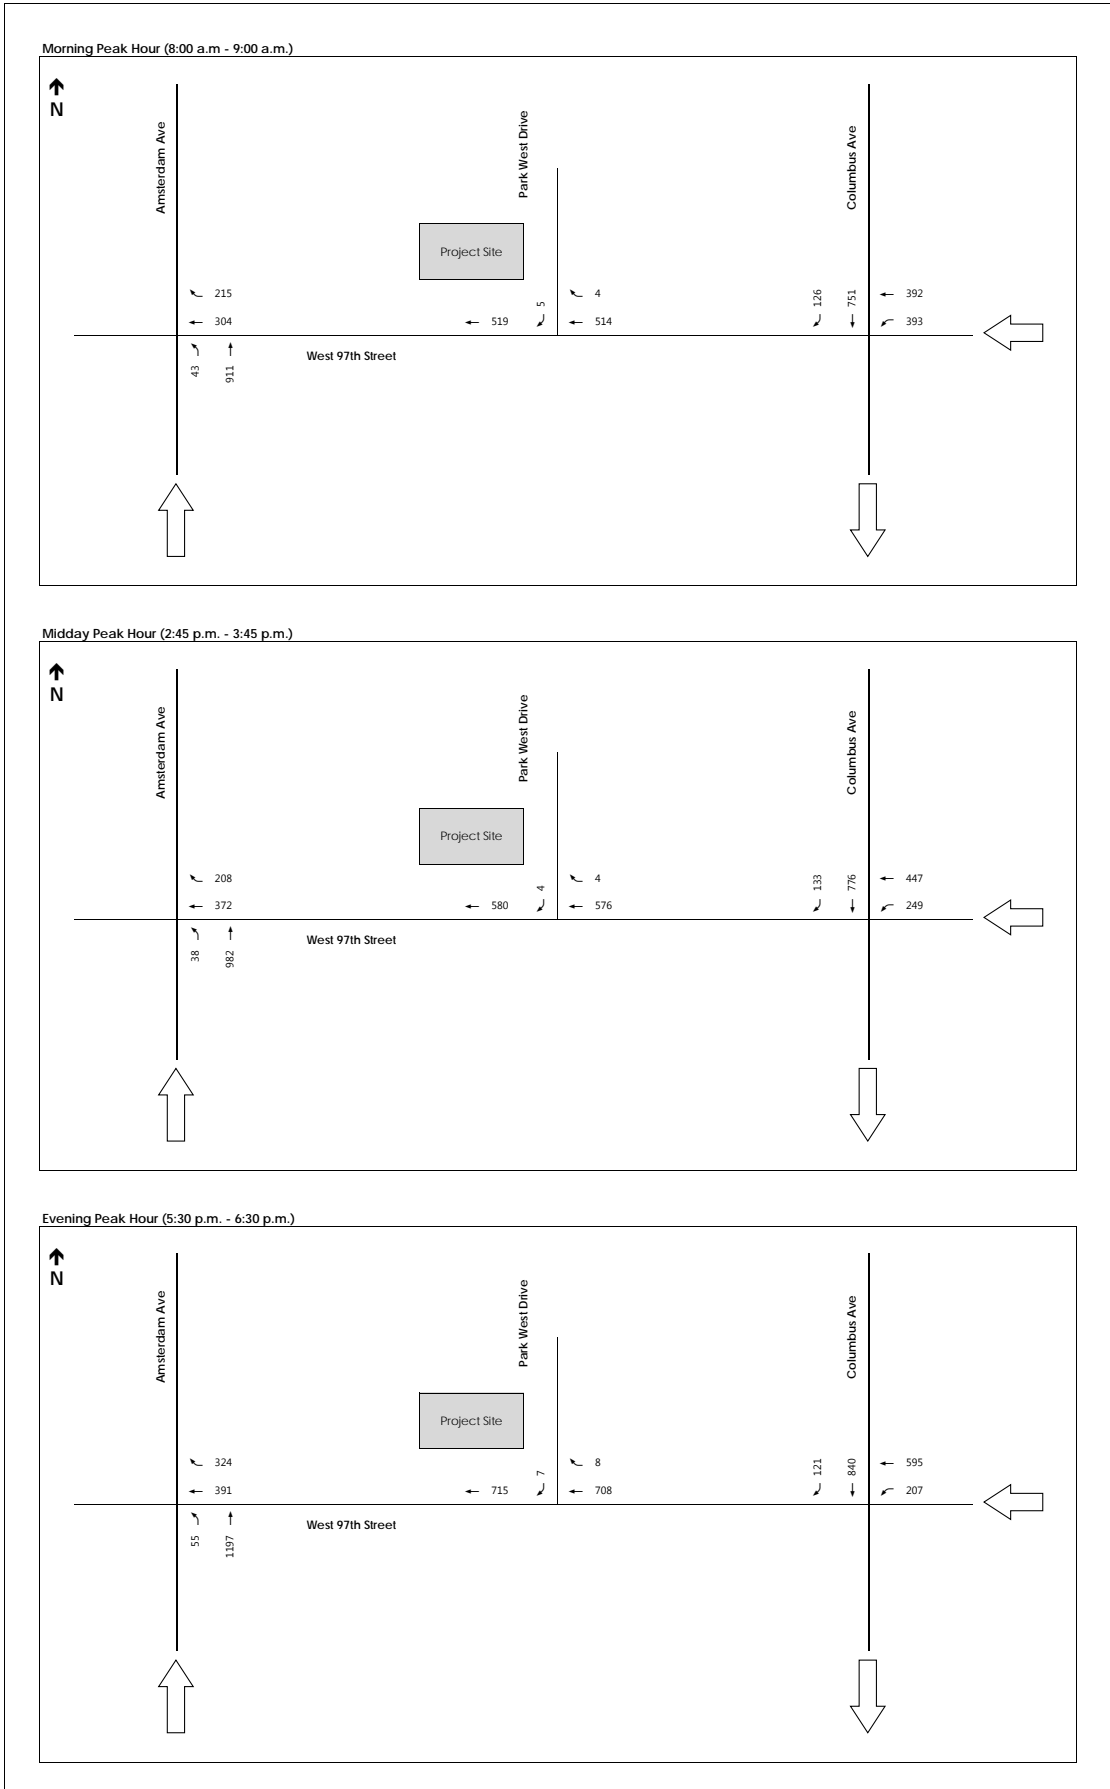 Morning Peak Hour (8:00 a.m - 9:00 a.m.)
N
Amsterdam Ave
Park West Drive
Columbus Ave
Project Site
215
5
4
126
751
392
304
519
514
393
43
911
West 97th Street
Midday Peak Hour (2:45 p.m. - 3:45 p.m.)
N
Amsterdam Ave
Park West Drive
Columbus Ave
Project Site
208
4
4
133
776
447
372
580
576
249
38
982
West 97th Street
Evening Peak Hour (5:30 p.m. - 6:30 p.m.)
N
Amsterdam Ave
Park West Drive
Columbus Ave
Project Site
324
7
8
121
840
595
391
715
708
207
55
1197
West 97th Street